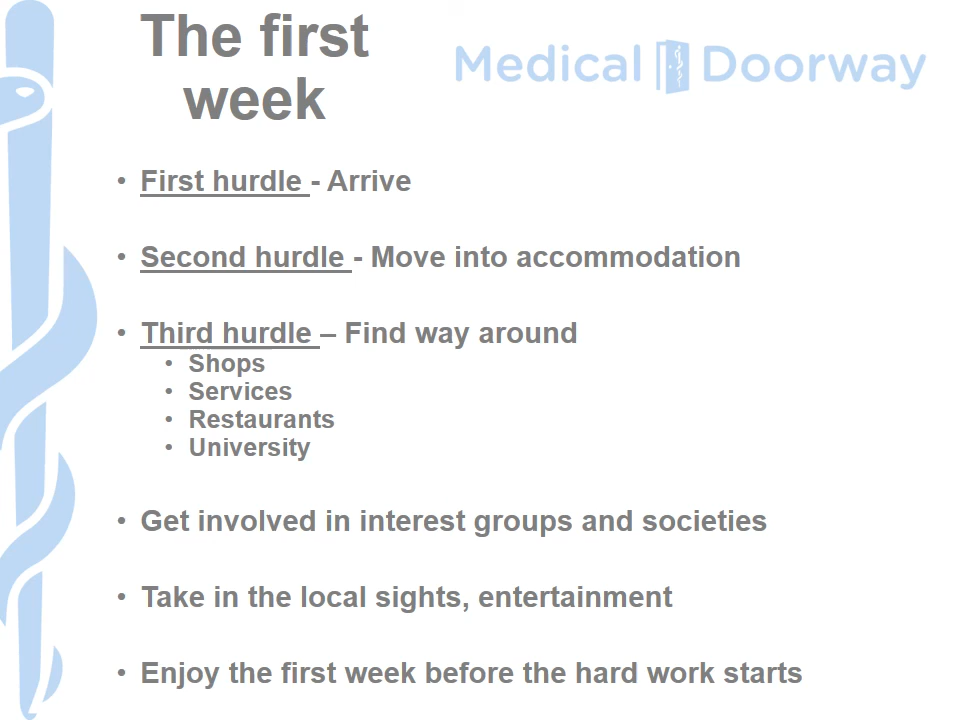 The first
week
Medical Doorway
• First hurdle - Arrive
• Second hurdle - Move into accommodation
• Third hurdle – Find way around
• Shops
• Services
• Restaurants
• University
• Get involved in interest groups and societies
• Take in the local sights, entertainment
• Enjoy the first week before the hard work starts